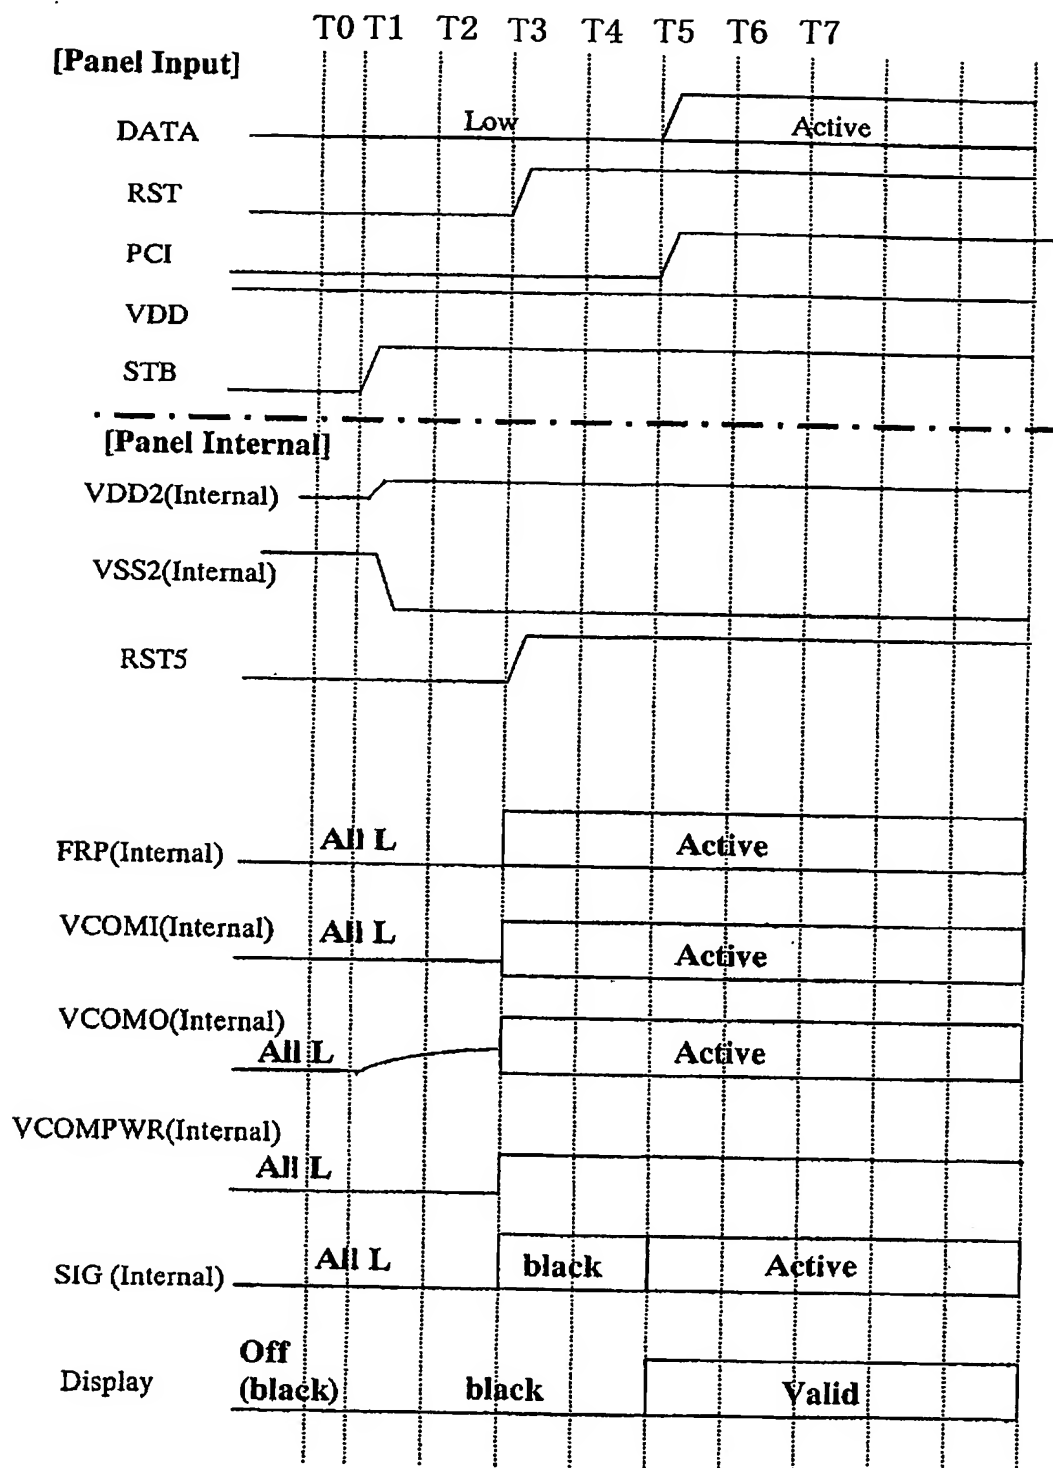 T0 T1 T2 T3 T4 T5 T6 T7
[Panel Input]
DATA Low Active
RST
PCI
VDD
STB
[Panel Internal]
VDD2(Internal)
VSS2(Internal)
RST5
FRP(Internal) All L Active
VCOMI(Internal) All L Active
VCOMO(Internal) All L Active
VCOMPWR(Internal)
All L
SIG (Internal) All L black Active
Off
Display (black) black Valid